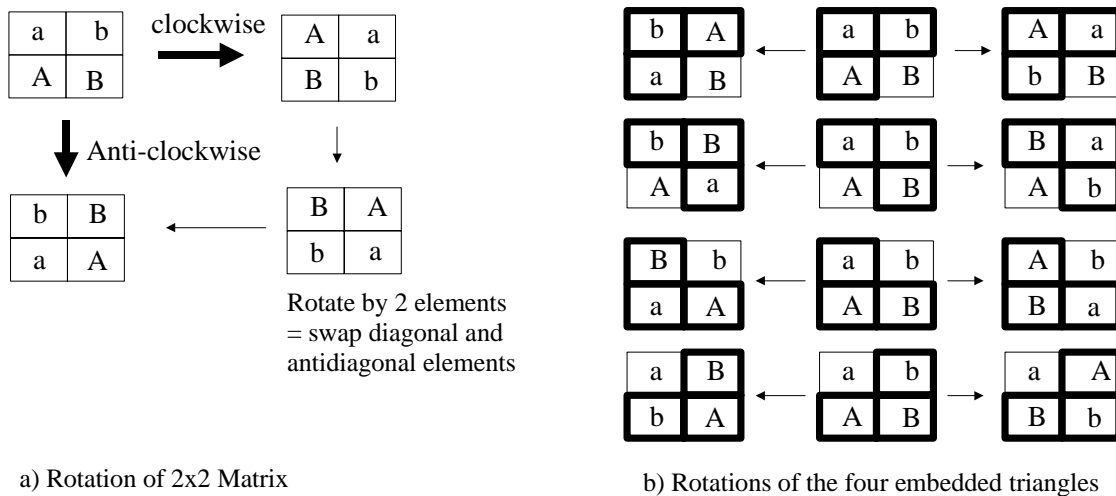 a b
A B
clockwise
A a
B b
Anti-clockwise
b B
a A
B A
b a
Rotate by 2 elements
= swap diagonal and
antidiagonal elements
a) Rotation of 2x2 Matrix
b A
a B
a b
A B
A a
b B
b B
A a
a b
A B
B a
A b
B b
a A
a b
A B
A b
B a
a B
b A
a b
A B
a A
B b
b) Rotations of the four embedded triangles